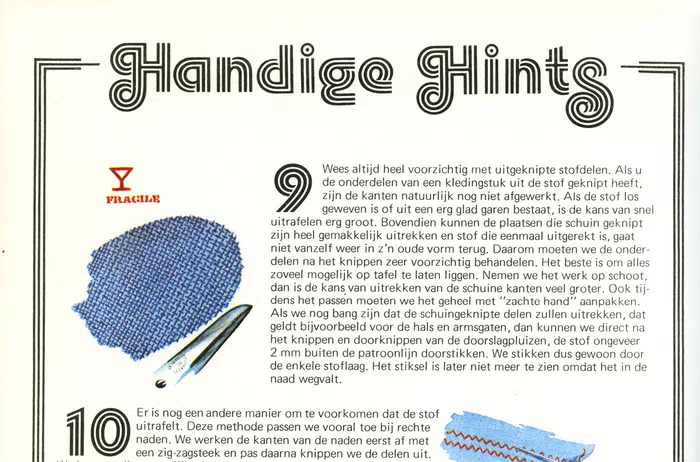 Handige Hints
FRAGILE
9
Wees altijd heel voorzichtig met uitgeknipte stofdelen. Als u
de onderdelen van een kledingstuk uit de stof geknipt heeft,
zijn de kanten natuurlijk nog niet afgewerkt. Als de stof los
geweven is of uit een erg glad garen bestaat, is de kans van snel
uitrafelen erg groot. Bovendien kunnen de plaatsen die schuin geknipt
zijn heel gemakkelijk uitrekken en stof die eenmaal uitgerekt is, gaat
niet vanzelf weer in z'n oude vorm terug. Daarom moeten we de onder-
delen na het knippen zeer voorzichtig behandelen. Het beste is om alles
zoveel mogelijk op tafel te laten liggen. Nemen we het werk op schoot,
dan is de kans van uitrekken van de schuine kanten veel groter. Ook tij-
dens het passen moeten we het geheel met "zachte hand" aanpakken.
Als we nog bang zijn dat de schuingeknipte delen zullen uitrekken, dat
geldt bijvoorbeeld voor de hals en armsgaten, dan kunnen we direct na
het knippen en doorknippen van de doorslagpluizen, de stof ongeveer
2 mm buiten de patroonlijn doorstikken. We stikken dus gewoon door
de enkele stoflaag. Het stiksel is later niet meer te zien omdat het in de
naad wegvalt.
10
Er is nog een andere manier om te voorkomen dat de stof
uitrafelt. Deze methode passen we vooral toe bij rechte
naden. We werken de kanten van de naden eerst af met
een zig-zagsteek en pas daarna knippen we de delen uit.